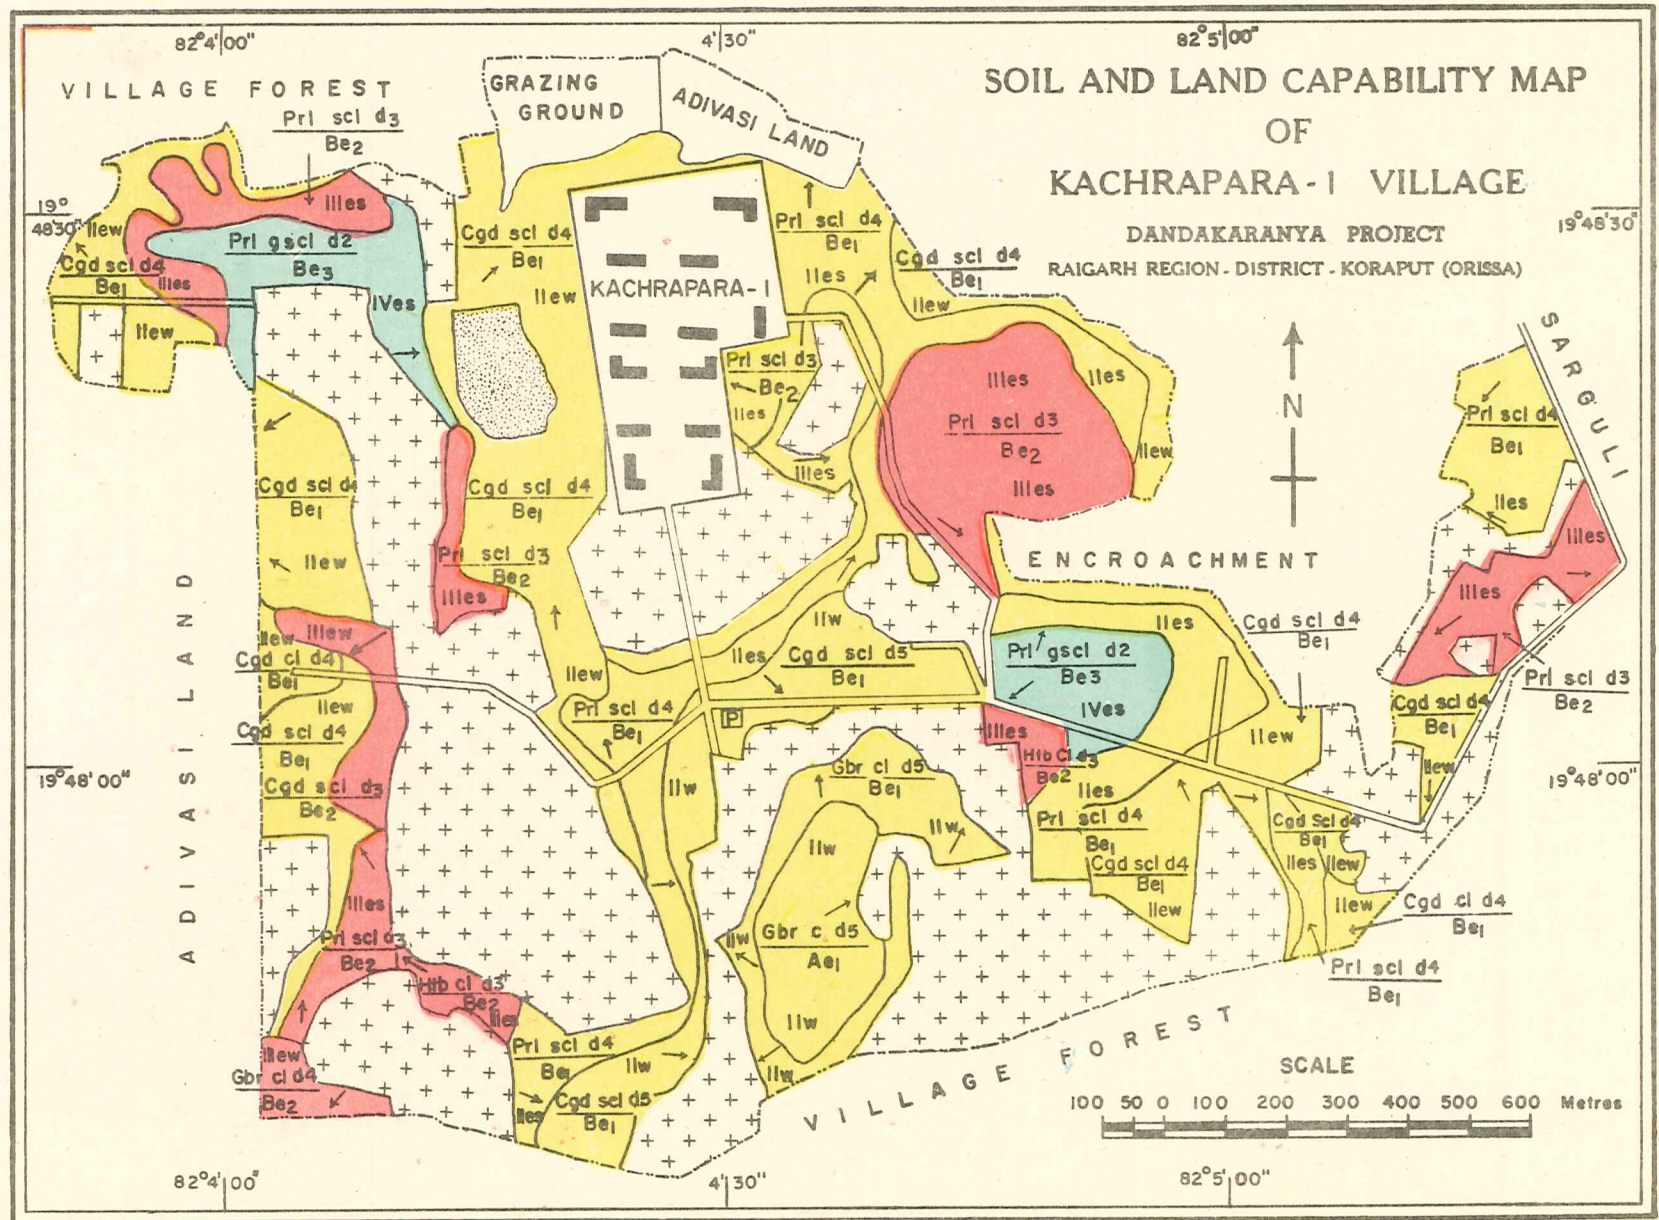 82°4'00"
4'30"
82°5'00"
SOIL AND LAND CAPABILITY MAP
OF
KACHRAPARA-I VILLAGE
DANDAKARANYA PROJECT
RAIGARH REGION-DISTRICT-KORAPUT (ORISSA)
VILLAGE FOREST
GRAZING
GROUND
ADIVASI LAND
Prl scl d3
Be2
19°
48'30"
19°48'30"
IIew
IIIes
Cgd scl d4
Be1
IIIes
IIew
Prl gscl d2
Be3
IVes
Cgd scl d4
Be1
IIew
KACHRAPARA-I
Prl scl d4
Be1
IIes
Cgd scl d4
Be1
IIew
Prl scl d3
Be2
IIes
IIIes
IIIes
Prl scl d3
Be2
IIIes
IIes
IIew
N
SARGULI
Prl scl d4
Be1
IIes
IIIes
IIIes
Prl scl d3
Be2
Cgd scl d4
Be1
IIew
Cgd scl d4
Be1
IIew
Cgd scl d4
Be1
Prl scl d3
Be2
IIIes
ENCROACHMENT
IIw
IIes
Cgd scl d5
Be1
IIew
Prl scl d4
Be1
P
IIes
Cgd scl d4
Be1
Prl gscl d2
Be3
IVes
IIew
ADIVASI LAND
IIew
IIIew
Cgd cl d4
Be1
IIew
Cgd scl d4
Be1
Cgd scl d3
Be2
19°48'00"
19°48'00"
IIIes
Htb Cl d3
Be2
IIes
Prl scl d4
Be1
Cgd scl d4
Be1
IIew
Cgd Scl d4
Be1
IIes
IIew
IIew
Cgd cl d4
Be1
Prl scl d4
Be1
IIw
Gbr cl d5
Be1
IIw
IIw
Gbr c d5
Ae1
IIw
IIw
IIw
IIIes
Prl scl d3
Be2
Htb cl d3
Be2
IIIes
IIIew
Gbr cl d4
Be2
Prl scl d4
Be1
IIw
IIes
Cgd scl d5
Be1
VILLAGE FOREST
SCALE
100 50 0 100 200 300 400 500 600 Metres
82°4'00"
4'30"
82°5'00"